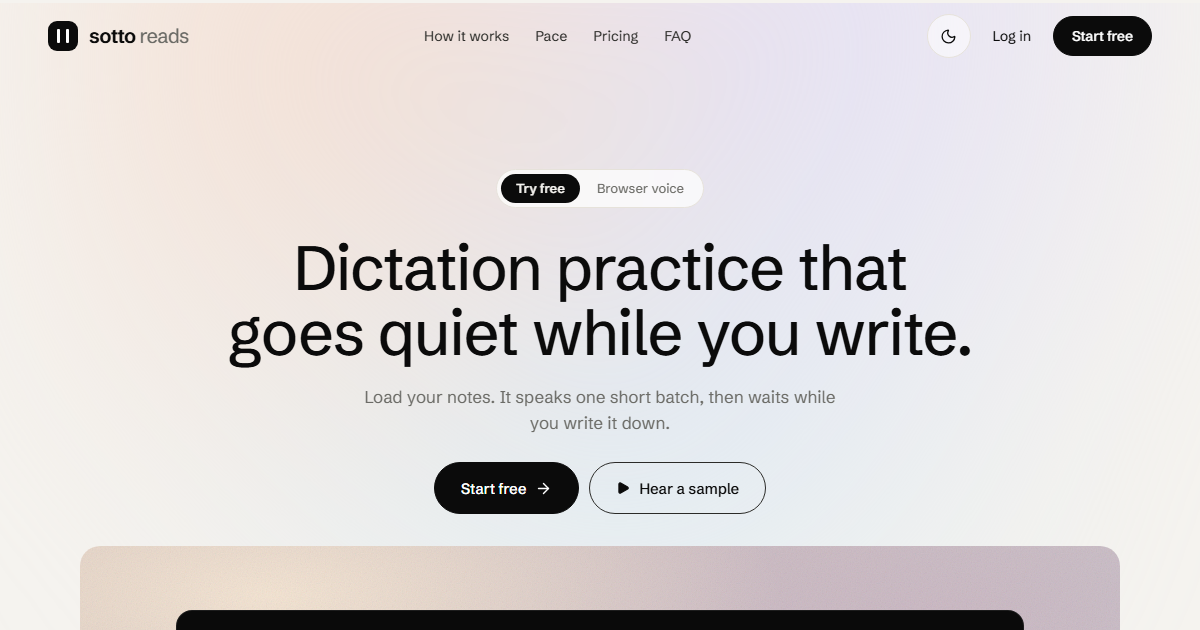 sotto reads
How it works
Pace
Pricing
FAQ
Log in
Start free
Try free
Browser voice
Dictation practice that
goes quiet while you write.
Load your notes. It speaks one short batch, then waits while
you write it down.
Start free
Hear a sample